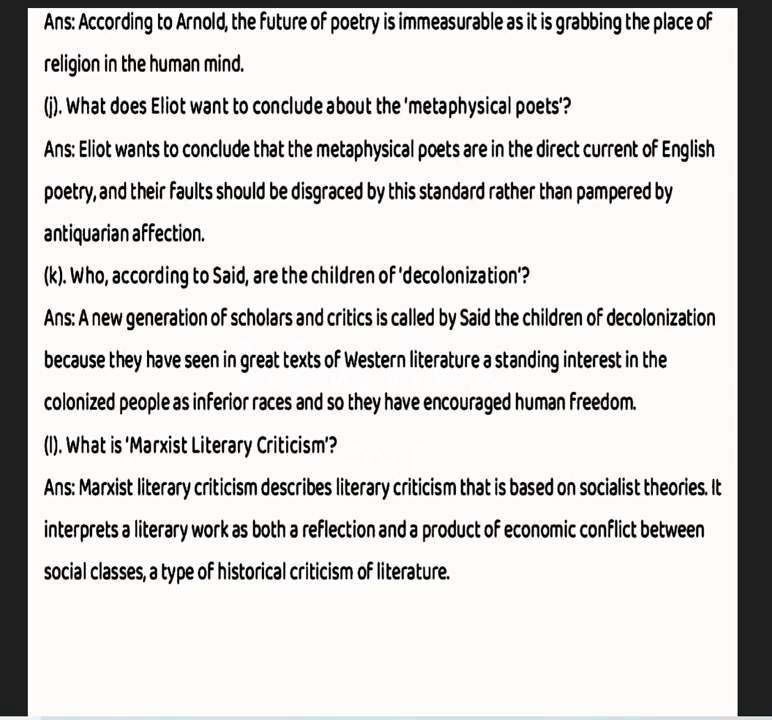 Ans: According to Arnold, the future of poetry is immeasurable as it is grabbing the place of
religion in the human mind.
(j). What does Eliot want to conclude about the 'metaphysical poets'?
Ans: Eliot wants to conclude that the metaphysical poets are in the direct current of English
poetry, and their faults should be disgraced by this standard rather than pampered by
antiquarian affection.
(k). Who, according to Said, are the children of 'decolonization'?
Ans: A new generation of scholars and critics is called by Said the children of decolonization
because they have seen in great texts of Western literature a standing interest in the
colonized people as inferior races and so they have encouraged human freedom.
(l). What is 'Marxist Literary Criticism'?
Ans: Marxist literary criticism describes literary criticism that is based on socialist theories. It
interprets a literary work as both a reflection and a product of economic conflict between
social classes, a type of historical criticism of literature.